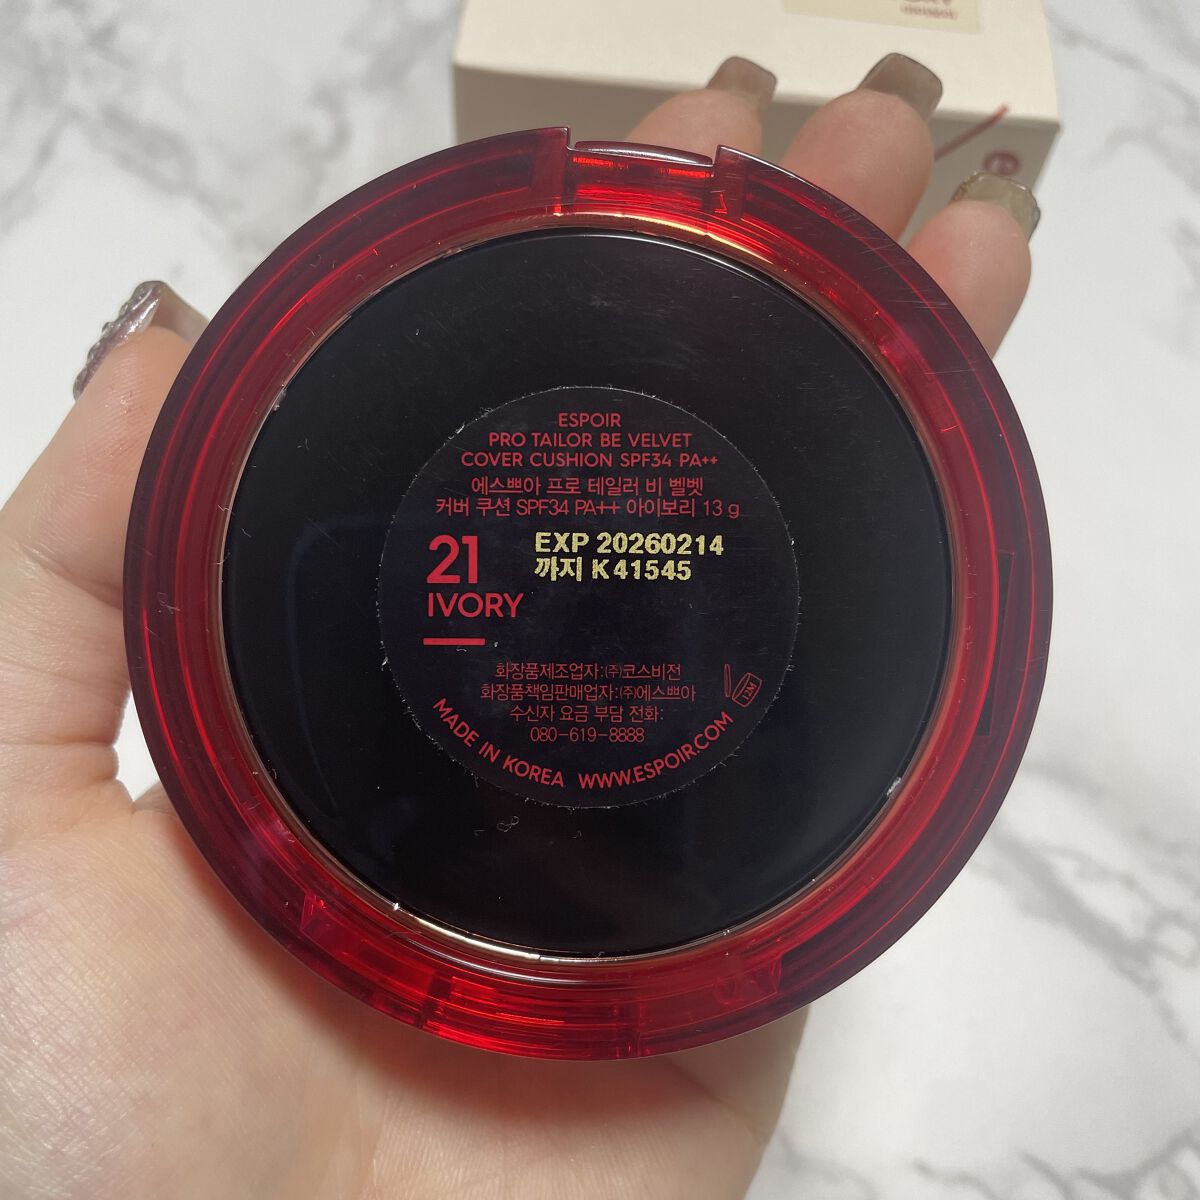 ESPOIR
PRO TAILOR BE VELVET
COVER CUSHION SPF34 PA++
에스쁘아 프로 테일러 비 벨벳
커버 쿠션 SPF34 PA++ 아이보리 13 g
21
IVORY
EXP 20260214
까지 K41545
화장품제조업자:㈜코스비전
화장품책임판매업자:㈜에스쁘아
수신자 요금 부담 전화:
080-619-8888
12M
MADE IN KOREA WWW.ESPOIR.COM